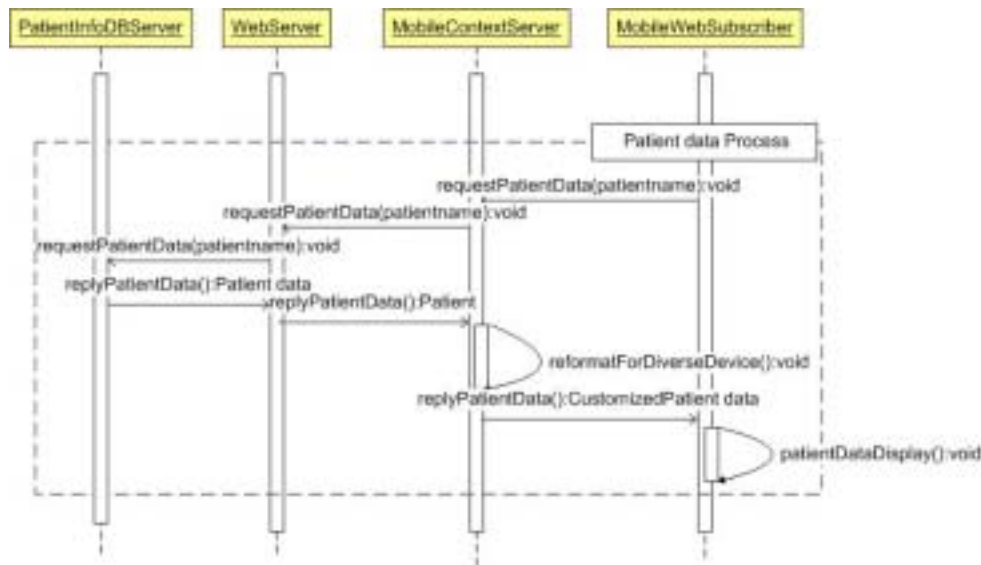 PatientInfoDBServer
WebServer
MobileContextServer
MobileWebSubscriber
Patient data Process
requestPatientData(patientname):void
requestPatientData(patientname):void
requestPatientData(patientname):void
replyPatientData():Patient data
replyPatientData():Patient
reformatForDiverseDevice():void
replyPatientData():CustomizedPatient data
patientDataDisplay():void